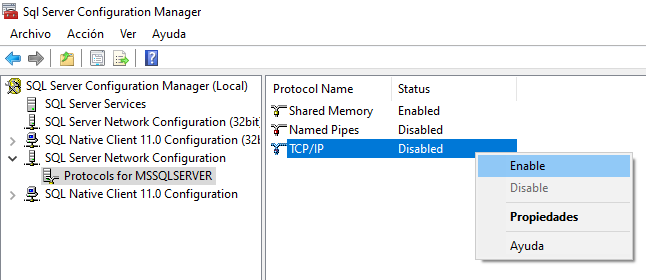 Sql Server Configuration Manager
Archivo Acción Ver Ayuda
SQL Server Configuration Manager (Local)
SQL Server Services
SQL Server Network Configuration (32bit)
SQL Native Client 11.0 Configuration (32b
SQL Server Network Configuration
Protocols for MSSQLSERVER
SQL Native Client 11.0 Configuration
Protocol Name Status
Shared Memory Enabled
Named Pipes Disabled
TCP/IP Disabled
Enable
Disable
Propiedades
Ayuda